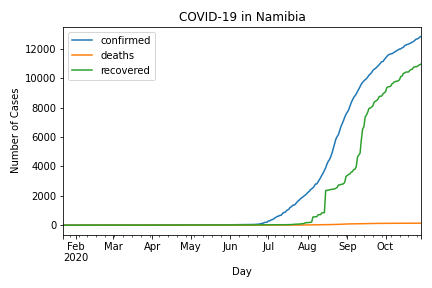 COVID-19 in Namibia
confirmed
deaths
recovered
Number of Cases
12000
10000
8000
6000
4000
2000
0
Feb Mar Apr May Jun Jul Aug Sep Oct
2020
Day